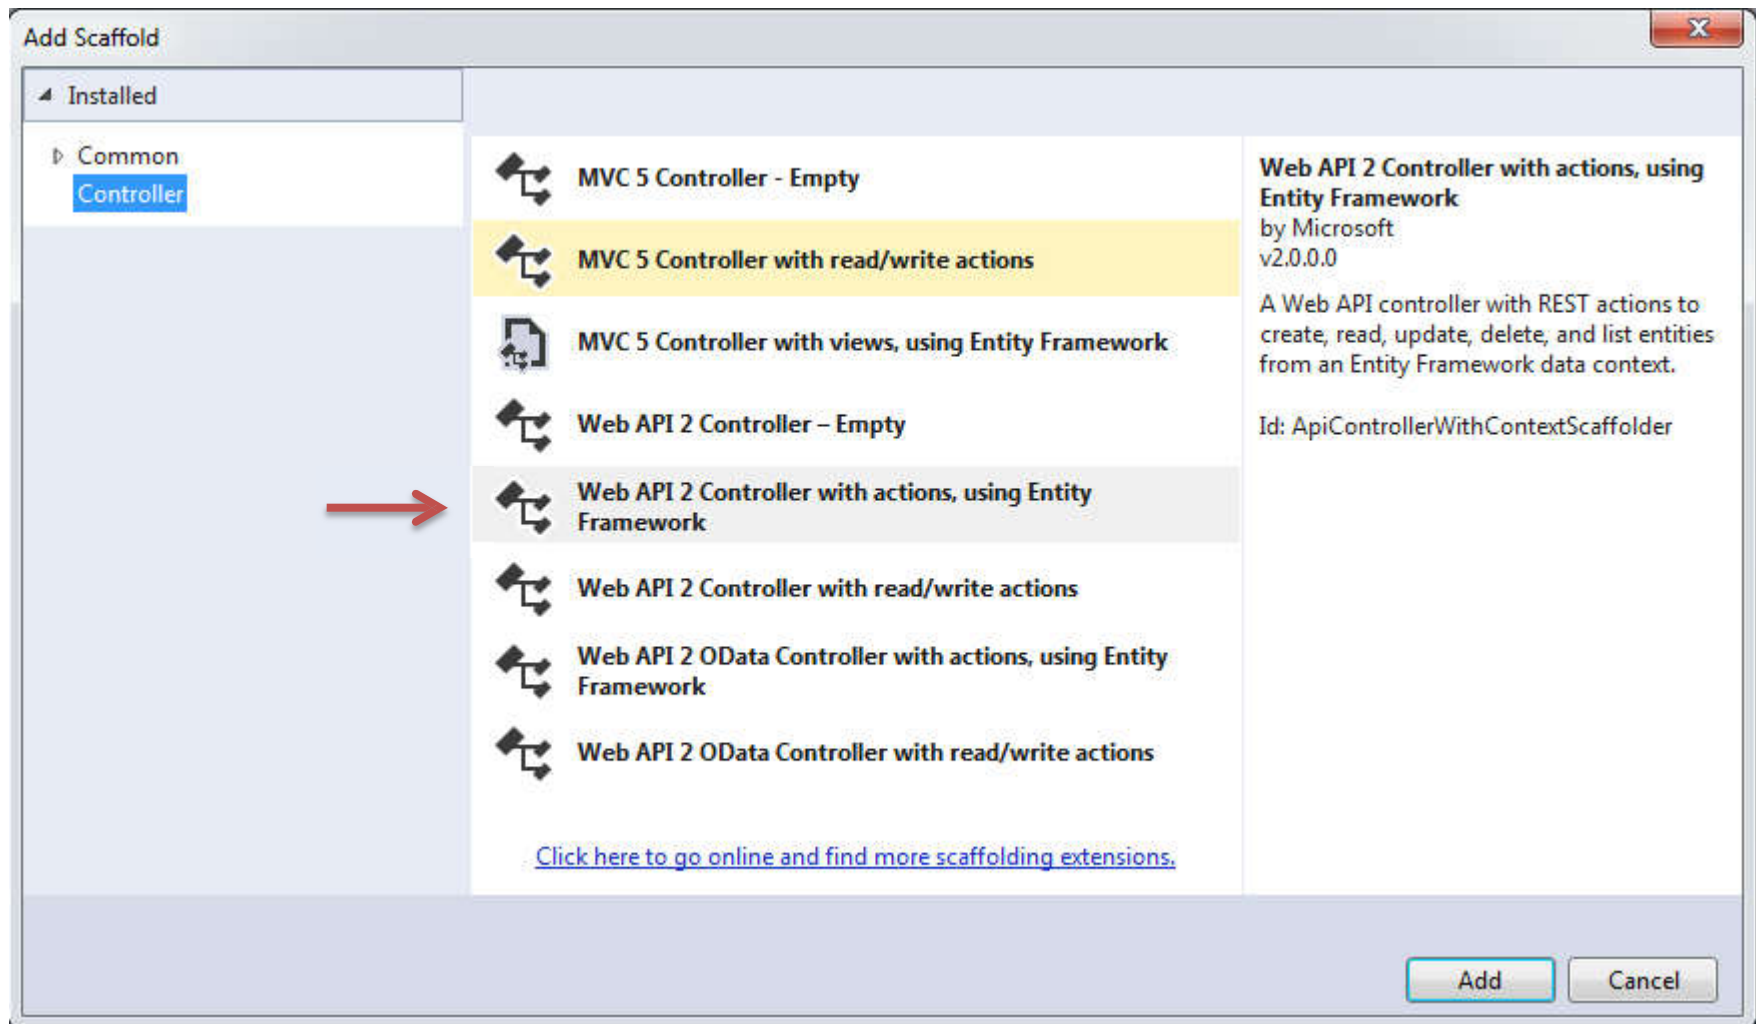 Add Scaffold
Installed
Common
Controller
MVC 5 Controller - Empty
MVC 5 Controller with read/write actions
MVC 5 Controller with views, using Entity Framework
Web API 2 Controller – Empty
Web API 2 Controller with actions, using Entity
Framework
Web API 2 Controller with read/write actions
Web API 2 OData Controller with actions, using Entity
Framework
Web API 2 OData Controller with read/write actions
Click here to go online and find more scaffolding extensions.
Web API 2 Controller with actions, using
Entity Framework
by Microsoft
v2.0.0.0
A Web API controller with REST actions to
create, read, update, delete, and list entities
from an Entity Framework data context.
Id: ApiControllerWithContextScaffolder
Add
Cancel